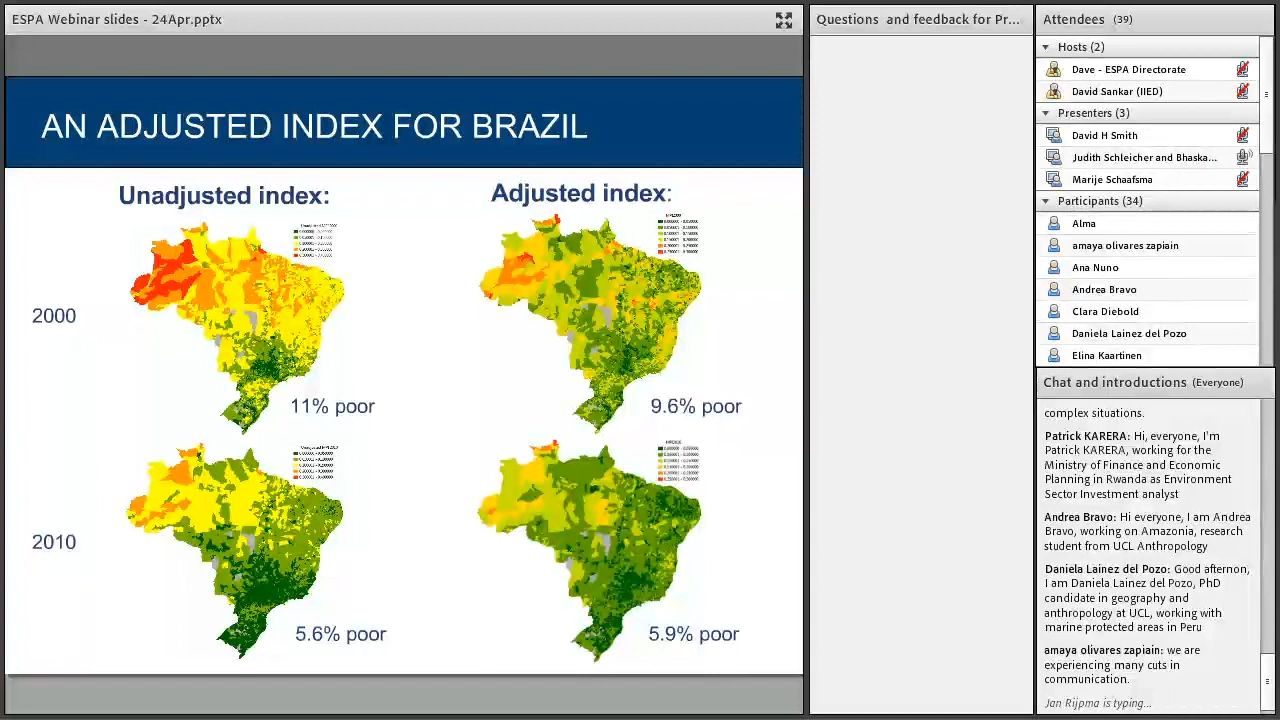 ESPA Webinar slides - 24Apr.pptx
AN ADJUSTED INDEX FOR BRAZIL
Unadjusted index:
Adjusted index:
2000
11% poor
9.6% poor
2010
5.6% poor
5.9% poor
Questions and feedback for Pr...
Attendees (39)
Hosts (2)
Dave - ESPA Directorate
David Sankar (IIED)
Presenters (3)
David H Smith
Judith Schleicher and Bhaska...
Marije Schaafsma
Participants (34)
Alma
amaya olivares zapiain
Ana Nuno
Andrea Bravo
Clara Diebold
Daniela Lainez del Pozo
Elina Kaartinen
Chat and introductions (Everyone)
complex situations.
Patrick KARERA: Hi, everyone, I'm
Patrick KARERA, working for the
Ministry of Finance and Economic
Planning of Rwanda as Environment
Sector Investment analyst
Andrea Bravo: Hi everyone, I am Andrea
Bravo, working on Amazonia, research
student from UCL Anthropology
Daniela Lainez del Pozo: Good afternon,
I am Daniela Lainez del Pozo, PhD
candidate in geography and
anthropology at UCL, working with
marine protected areas in Peru
amaya olivares zapiain: we are
experiencing many cuts in
communication.
Jan Rijpma is typing...